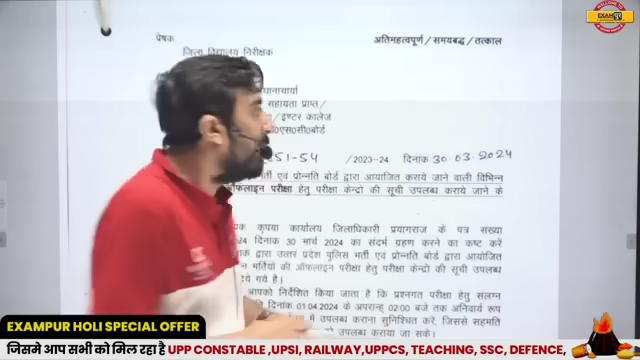 प्रेषक
अतिमहत्वपूर्ण/समयबद्ध/तत्काल
जिला विद्यालय निरीक्षक
सहायता प्राप्त/
इण्टर कालेज
251-54 /2023-24 दिनांक 30.03.2024
भर्ती एवं प्रोन्नति बोर्ड द्वारा आयोजित कराये जाने वाली विभिन्न
ऑफलाइन परीक्षा हेतु परीक्षा केन्द्रो की सूची उपलब्ध कराये जाने के
कृपया कार्यालय जिलाधिकारी प्रयागराज के पत्र संख्या
दिनांक 30 मार्च 2024 का संदर्भ ग्रहण करने का कष्ट करें
द्वारा उत्तर प्रदेश पुलिस भर्ती एवं प्रोन्नति बोर्ड द्वारा आयोजित
भर्तियों की ऑफलाइन परीक्षा हेतु परीक्षा केन्द्रो की सूची उपलब्ध
गये है।
आपको निर्देशित किया जाता है कि प्रश्नगत परीक्षा हेतु संलग्न
दिनांक 01.04.2024 के अपरान्ह 02:00 बजे तक अनिवार्य रूप
में उपलब्ध कराना सुनिश्चित करें, जिससे सहमति
उपलब्ध कराया जा सके।
EXAMPUR
EXAMPUR HOLI SPECIAL OFFER
जिसमे आप सभी को मिल रहा है UPP CONSTABLE ,UPSI, RAILWAY,UPPCS, TEACHING, SSC, DEFENCE,